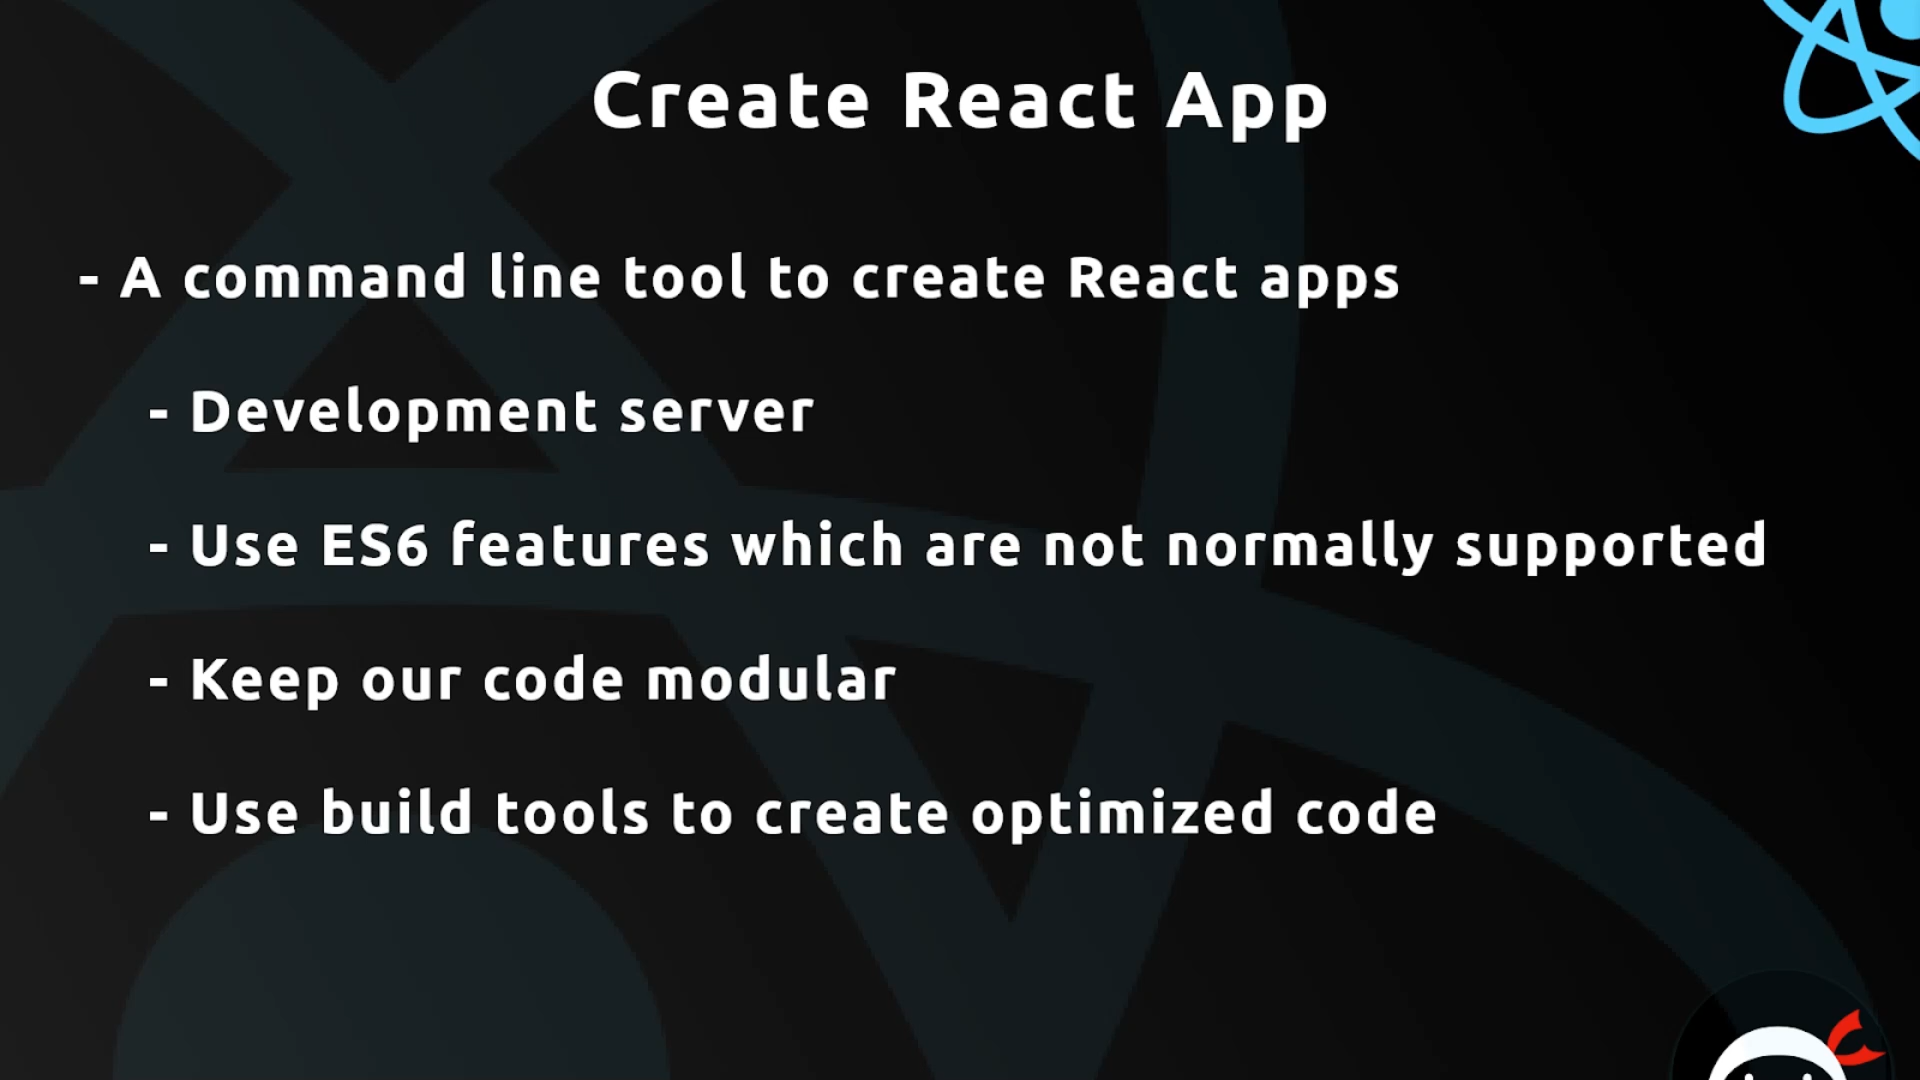 Create React App
- A command line tool to create React apps
- Development server
- Use ES6 features which are not normally supported
- Keep our code modular
- Use build tools to create optimized code